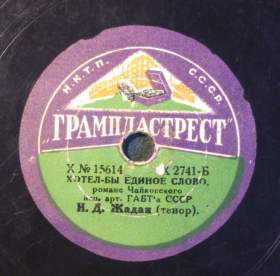 Н.К.Т.П. С.С.С.Р.
„ГРАМПЛАСТРЕСТ"
Х № 15614 К 2741-Б
ХОТЕЛ-БЫ ЕДИНОЕ СЛОВО,
романс Чайковского
исп. арт. ГАБТ'а СССР
И. Д. Жадан (тенор).